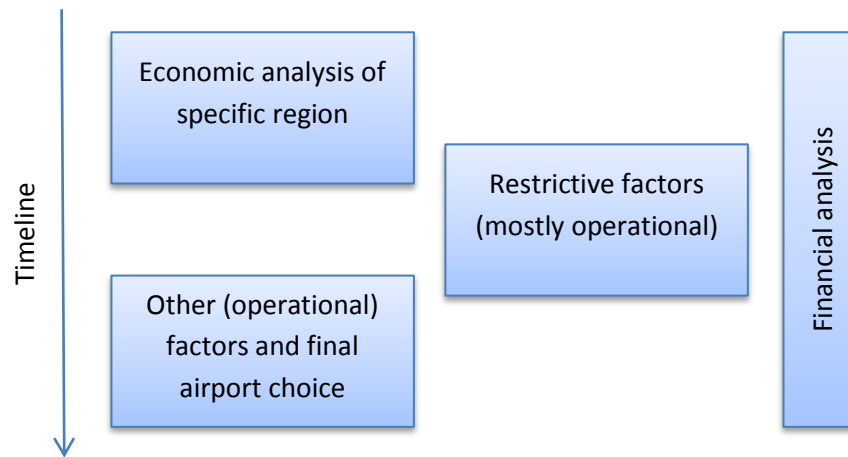 Timeline
Economic analysis of
specific region
Restrictive factors
(mostly operational)
Other (operational)
factors and final
airport choice
Financial analysis